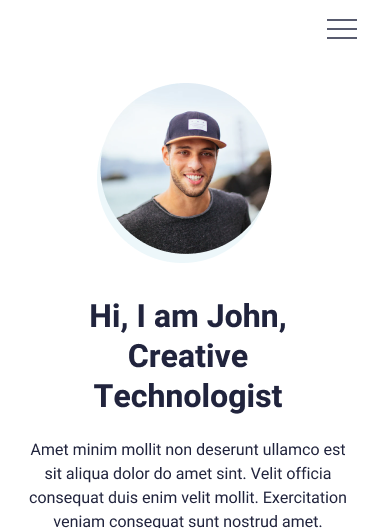 Hi, I am John,
Creative
Technologist
Amet minim mollit non deserunt ullamco est
sit aliqua dolor do amet sint. Velit officia
consequat duis enim velit mollit. Exercitation
veniam consequat sunt nostrud amet.